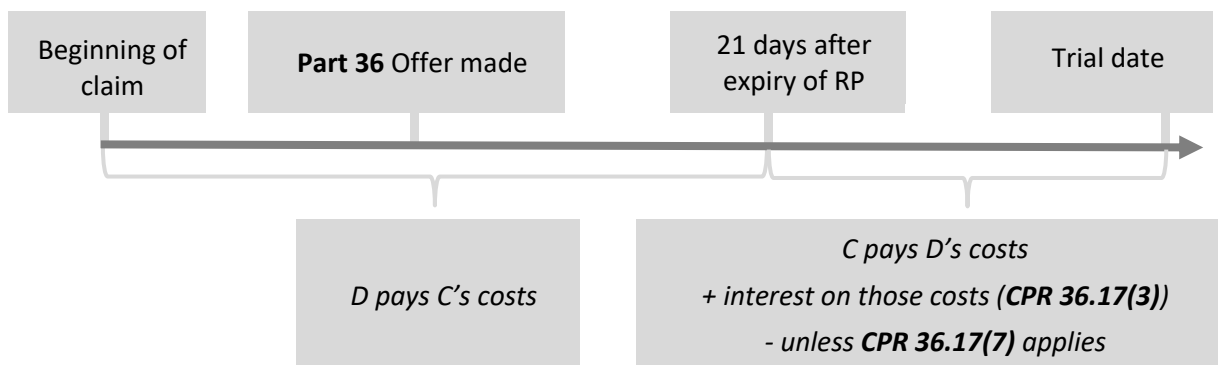 Beginning of
claim
Part 36 Offer made
21 days after
expiry of RP
Trial date
D pays C’s costs
C pays D’s costs
+ interest on those costs (CPR 36.17(3))
- unless CPR 36.17(7) applies